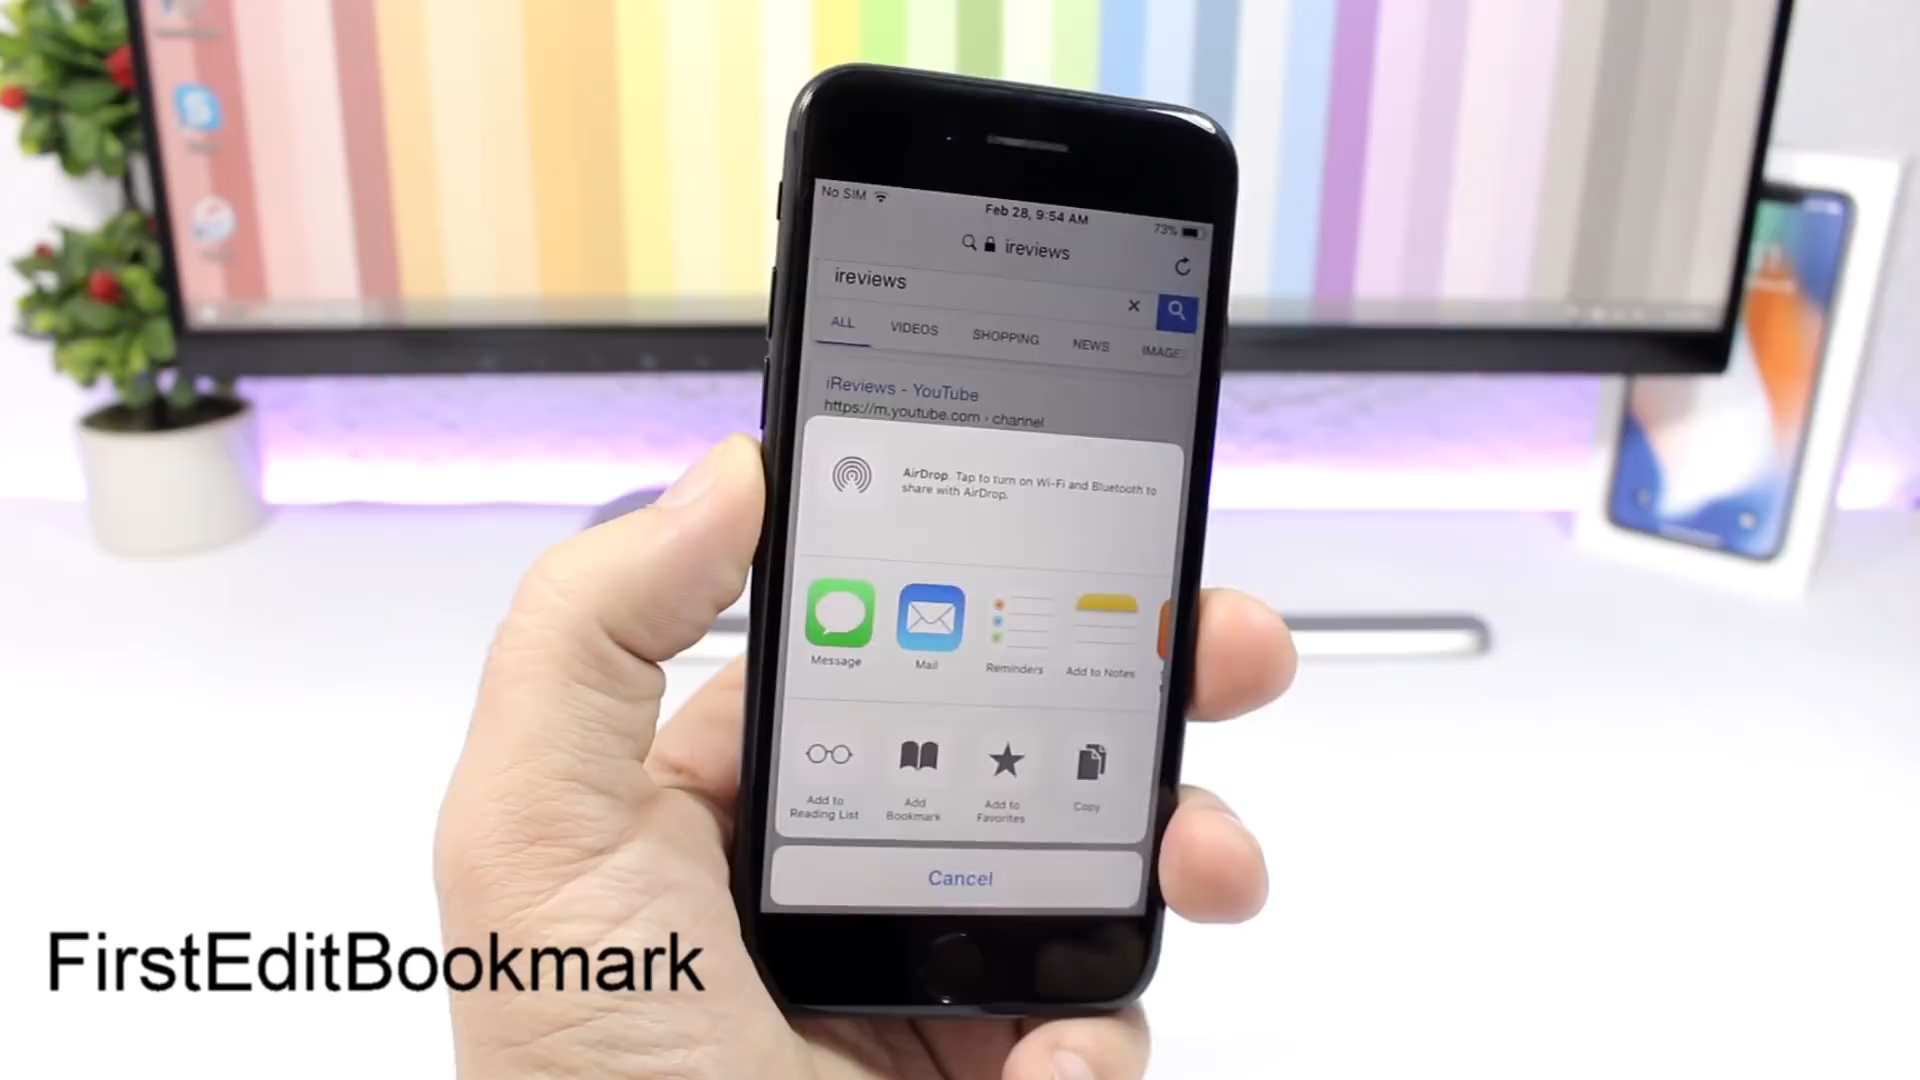 No SIM
Feb 28, 9:54 AM
73%
ireviews
ireviews
ALL VIDEOS SHOPPING NEWS IMAGE
iReviews - YouTube
https://m.youtube.com › channel
AirDrop. Tap to turn on Wi-Fi and Bluetooth to
share with AirDrop.
Message Mail Reminders Add to Notes
Add to
Reading List
Add
Bookmark
Add to
Favorites
Copy
Cancel
FirstEditBookmark